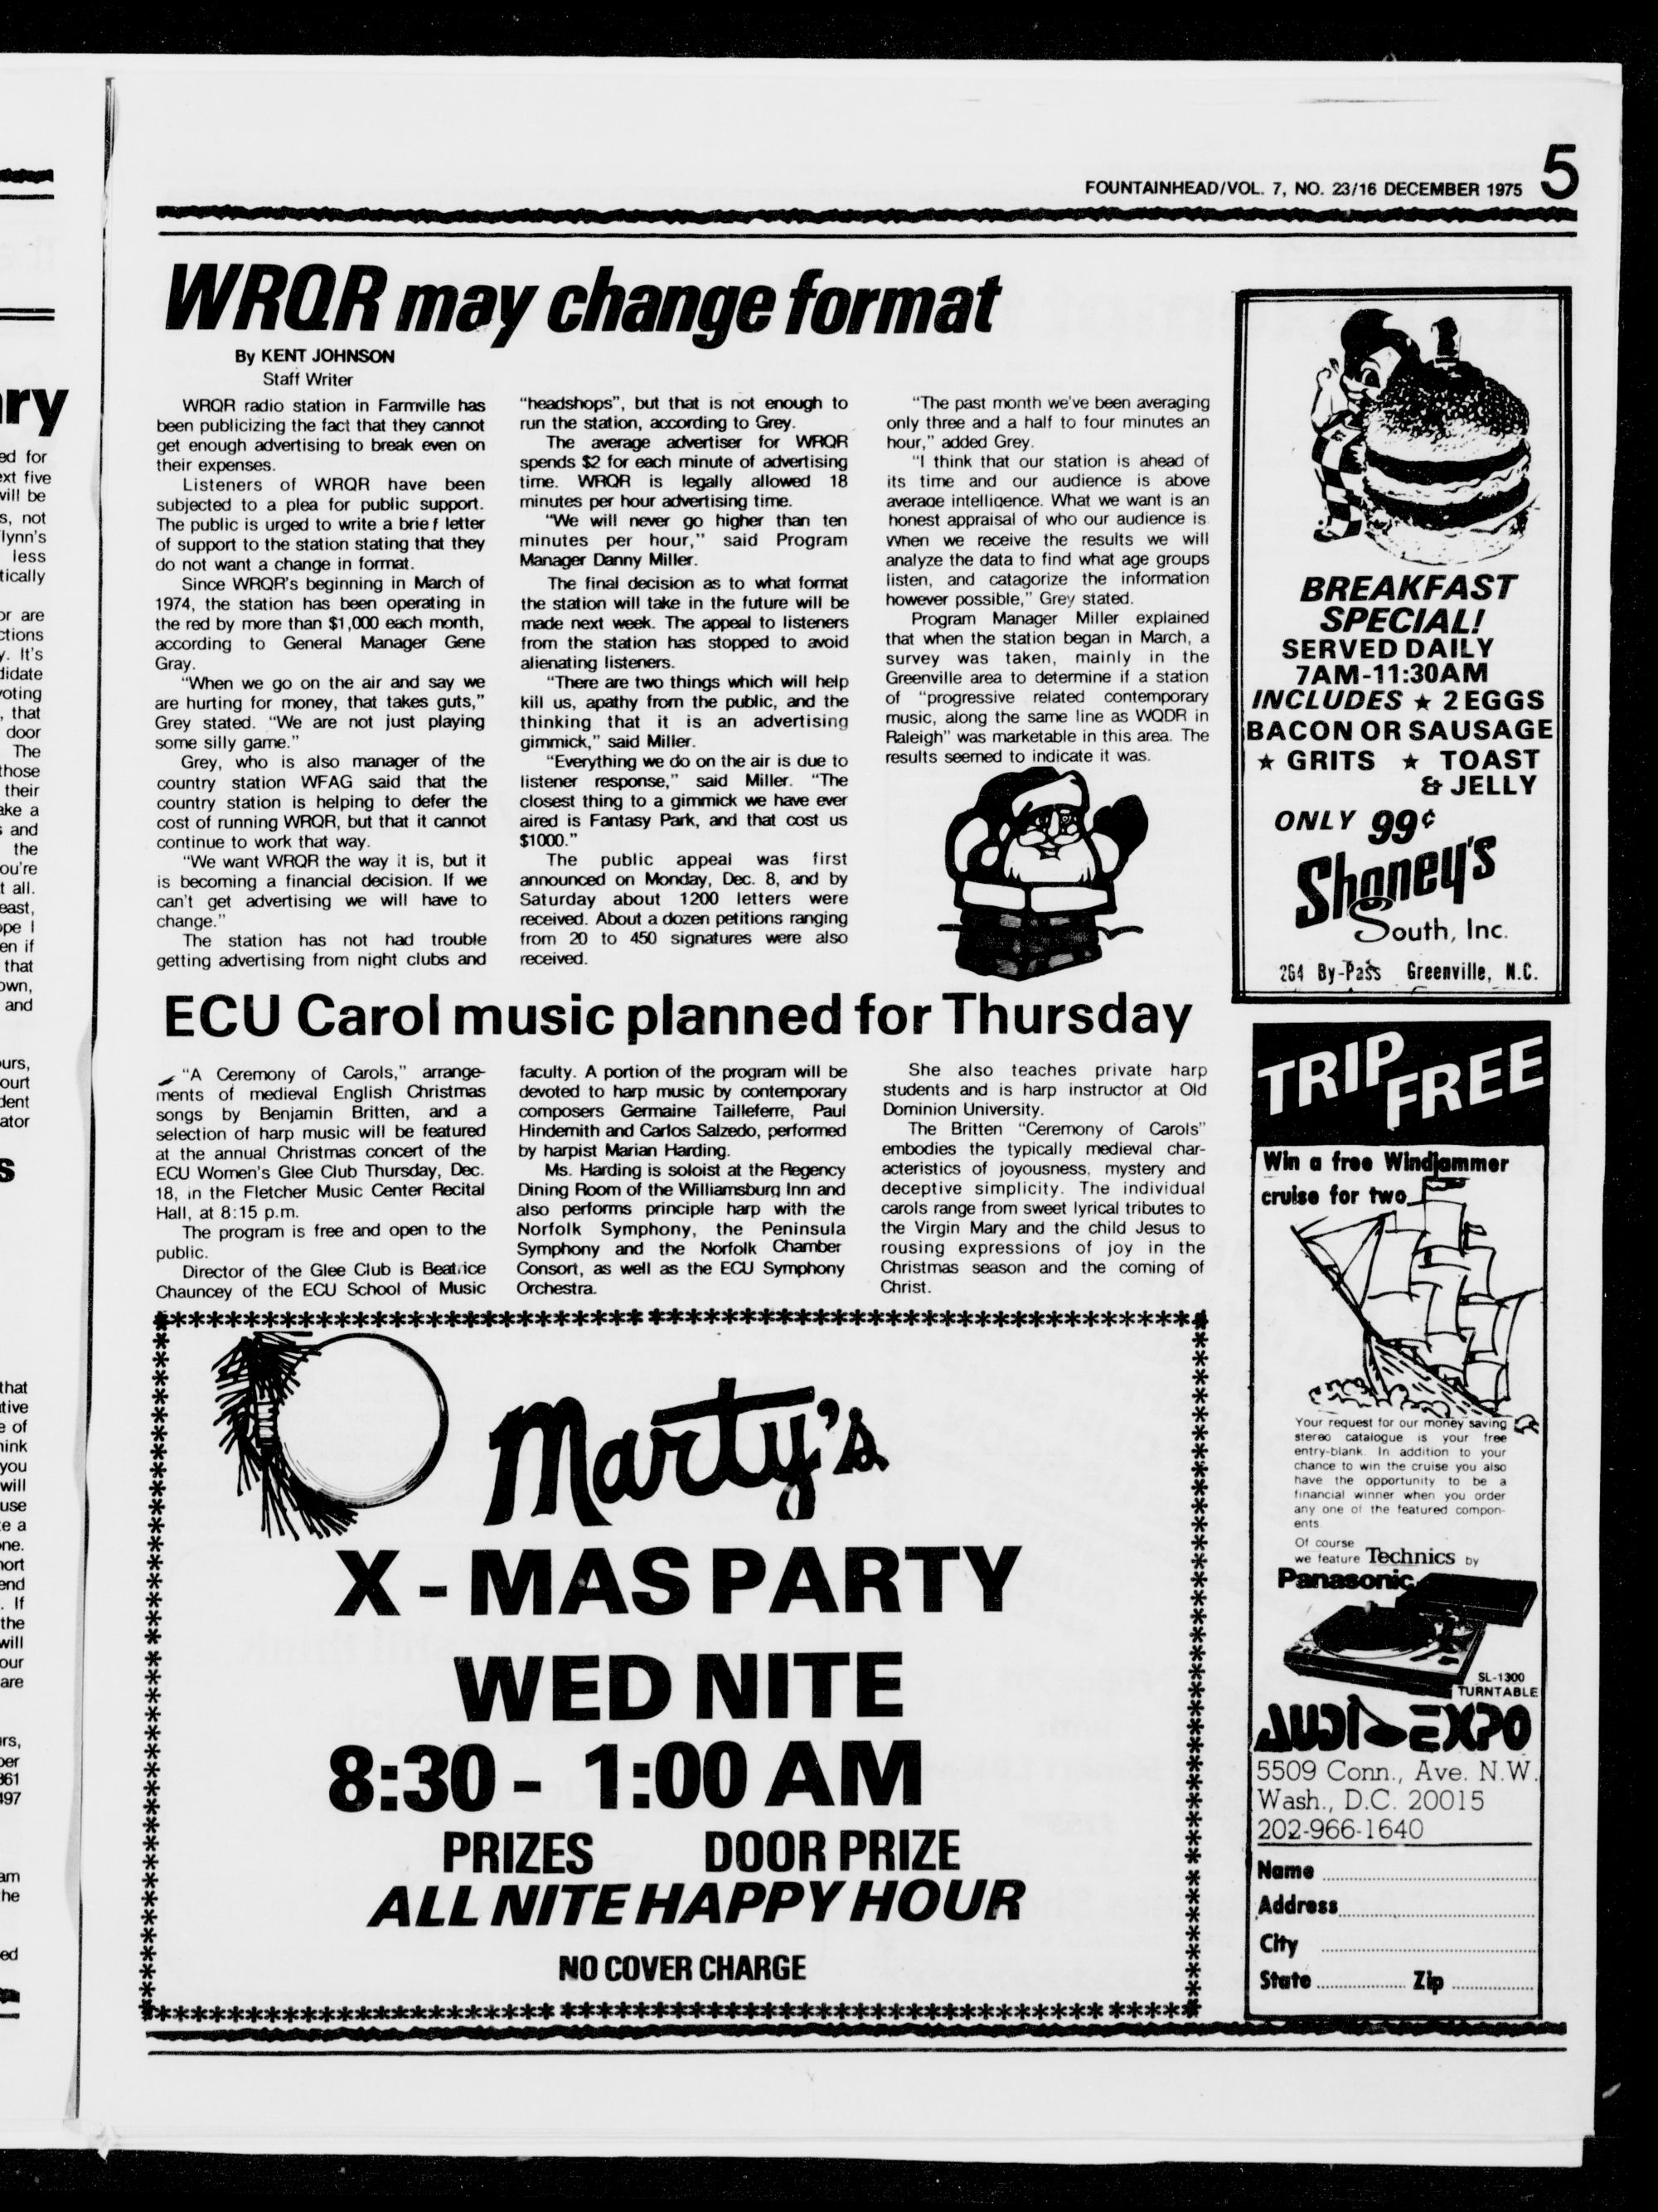 FOUNTAINHEAD/VOL. 7, NO. 23/16 DECEMBER 1975 5
WRQR may change format
By KENT JOHNSON
Staff Writer
WRQR radio station in Farmville has
been publicizing the fact that they cannot
get enough advertising to break even on
their expenses.
Listeners of WRQR have been
subjected to a plea for public support.
The public is urged to write a brief letter
of support to the station stating that they
do not want a change in format.
Since WRQR's beginning in March of
1974, the station has been operating in
the red by more than $1,000 each month,
according to General Manager Gene
Gray.
"When we go on the air and say we
are hurting for money, that takes guts,"
Grey stated. "We are not just playing
some silly game."
Grey, who is also manager of the
country station WFAG said that the
country station is helping to defer the
cost of running WRQR, but that it cannot
continue to work that way.
"We want WRQR the way it is, but it
is becoming a financial decision. If we
can't get advertising we will have to
change."
The station has not had trouble
getting advertising from night clubs and
"headshops", but that is not enough to
run the station, according to Grey.
The average advertiser for WRQR
spends $2 for each minute of advertising
time. WRQR is legally allowed 18
minutes per hour advertising time.
"We will never go higher than ten
minutes per hour," said Program
Manager Danny Miller.
The final decision as to what format
the station will take in the future will be
made next week. The appeal to listeners
from the station has stopped to avoid
alienating listeners.
"There are two things which will help
kill us, apathy from the public, and the
thinking that it is an advertising
gimmick," said Miller.
"Everything we do on the air is due to
listener response," said Miller. "The
closest thing to a gimmick we have ever
aired is Fantasy Park, and that cost us
$1000."
The public appeal was first
announced on Monday, Dec. 8, and by
Saturday about 1200 letters were
received. About a dozen petitions ranging
from 20 to 450 signatures were also
received.
"The past month we've been averaging
only three and a half to four minutes an
hour," added Grey.
"I think that our station is ahead of
its time and our audience is above
average intelligence. What we want is an
honest appraisal of who our audience is.
When we receive the results we will
analyze the data to find what age groups
listen, and catagorize the information
however possible," Grey stated.
Program Manager Miller explained
that when the station began in March, a
survey was taken, mainly in the
Greenville area to determine if a station
of "progressive related contemporary
music, along the same line as WQDR in
Raleigh" was marketable in this area. The
results seemed to indicate it was.
BREAKFAST
SPECIAL!
SERVED DAILY
7AM-11:30AM
INCLUDES ★ 2 EGGS
BACON OR SAUSAGE
★ GRITS ★ TOAST
& JELLY
ONLY 99¢
Shoney's
South, Inc.
264 By-Pass Greenville, N.C.
ECU Carol music planned for Thursday
"A Ceremony of Carols," arrange-
ments of medieval English Christmas
songs by Benjamin Britten, and a
selection of harp music will be featured
at the annual Christmas concert of the
ECU Women's Glee Club Thursday, Dec.
18, in the Fletcher Music Center Recital
Hall, at 8:15 p.m.
The program is free and open to the
public.
Director of the Glee Club is Beatrice
Chauncey of the ECU School of Music
faculty. A portion of the program will be
devoted to harp music by contemporary
composers Germaine Tailleferre, Paul
Hindemith and Carlos Salzedo, performed
by harpist Marian Harding.
Ms. Harding is soloist at the Regency
Dining Room of the Williamsburg Inn and
also performs principle harp with the
Norfolk Symphony, the Peninsula
Symphony and the Norfolk Chamber
Consort, as well as the ECU Symphony
Orchestra.
She also teaches private harp
students and is harp instructor at Old
Dominion University.
The Britten "Ceremony of Carols"
embodies the typically medieval char-
acteristics of joyousness, mystery and
deceptive simplicity. The individual
carols range from sweet lyrical tributes to
the Virgin Mary and the child Jesus to
rousing expressions of joy in the
Christmas season and the coming of
Christ.
Marty's
X - MAS PARTY
WED NITE
8:30 - 1:00 AM
PRIZES DOOR PRIZE
ALL NITE HAPPY HOUR
NO COVER CHARGE
TRIP FREE
Win a free Windjammer
cruise for two
Your request for our money saving
stereo catalogue is your free
entry-blank. In addition to your
chance to win the cruise you also
have the opportunity to be a
financial winner when you order
any one of the featured compon-
ents
Of course
we feature Technics by
Panasonic
SL-1300
TURNTABLE
AUDIO EXPO
5509 Conn., Ave. N.W.
Wash., D.C. 20015
202-966-1640
Name
Address
City
State Zip